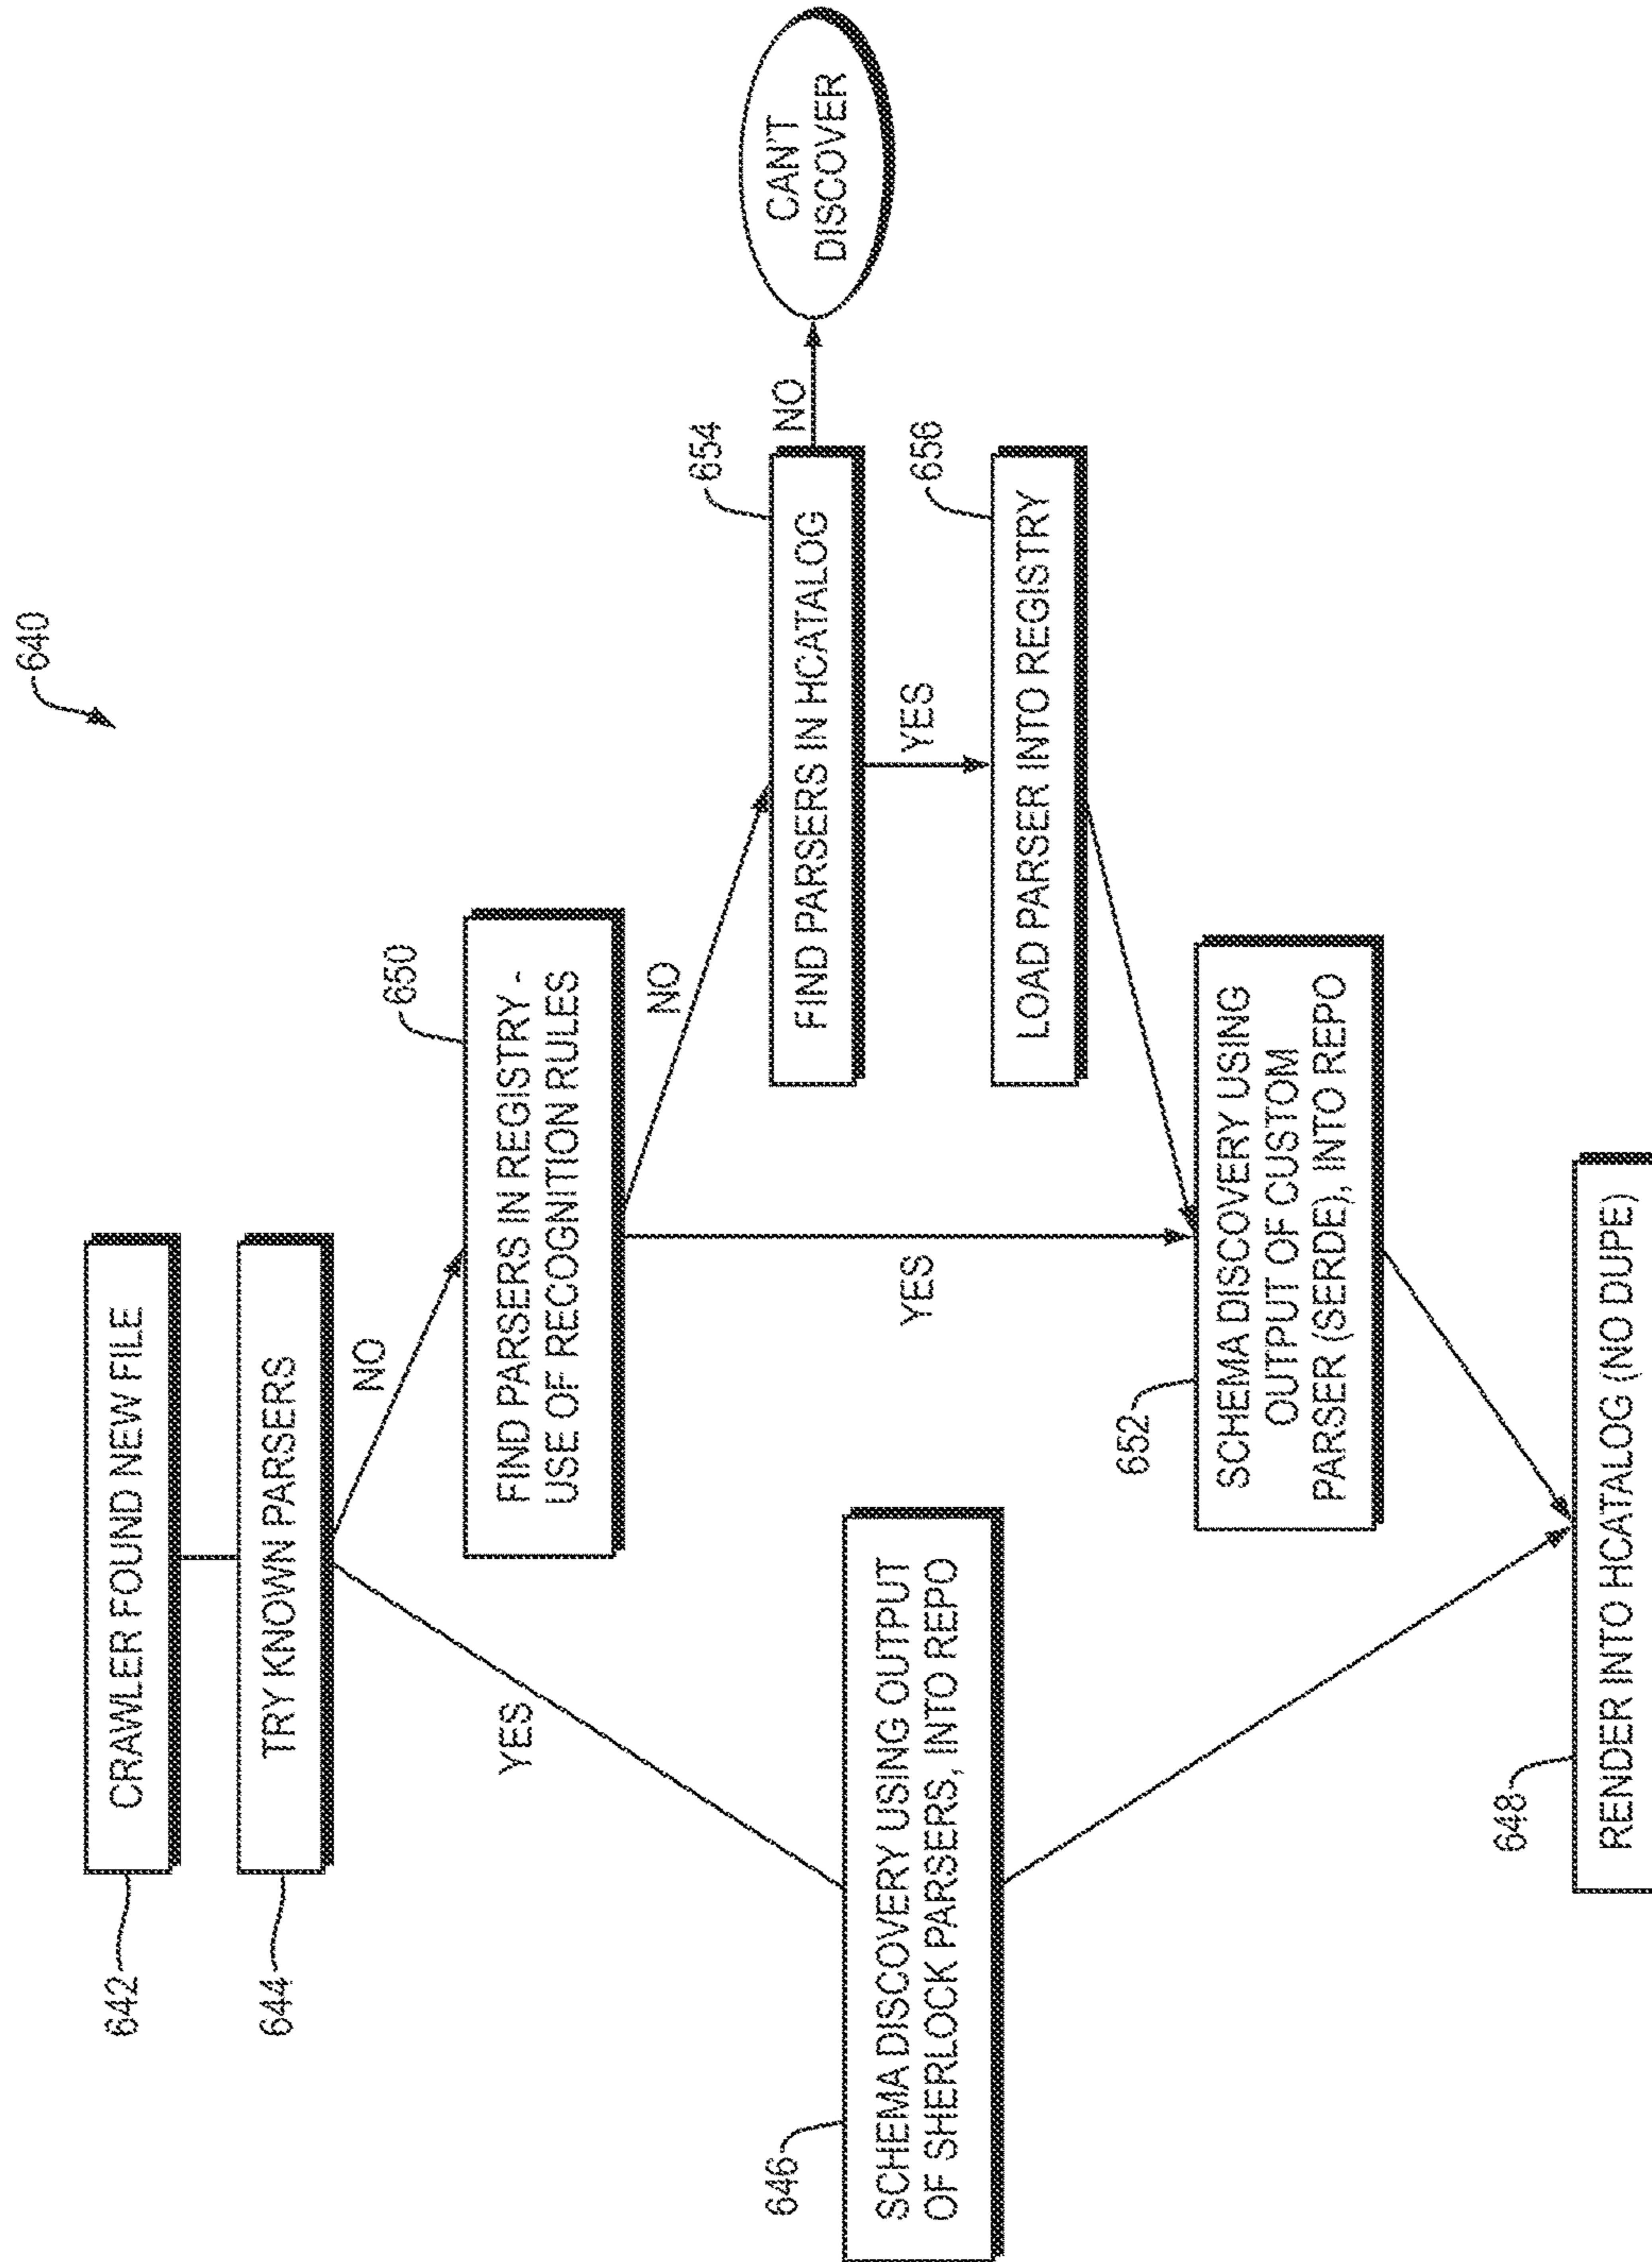 640
642
CRAWLER FOUND NEW FILE
644
TRY KNOWN PARSERS
NO
YES
650
FIND PARSERS IN REGISTRY -
USE OF RECOGNITION RULES
NO
YES
654
FIND PARSERS IN HCATALOG
NO
CAN'T
DISCOVER
YES
656
LOAD PARSER INTO REGISTRY
646
SCHEMA DISCOVERY USING OUTPUT
OF SHERLOCK PARSERS, INTO REPO
652
SCHEMA DISCOVERY USING
OUTPUT OF CUSTOM
PARSER (SERDE), INTO REPO
648
RENDER INTO HCATALOG (NO DUPE)